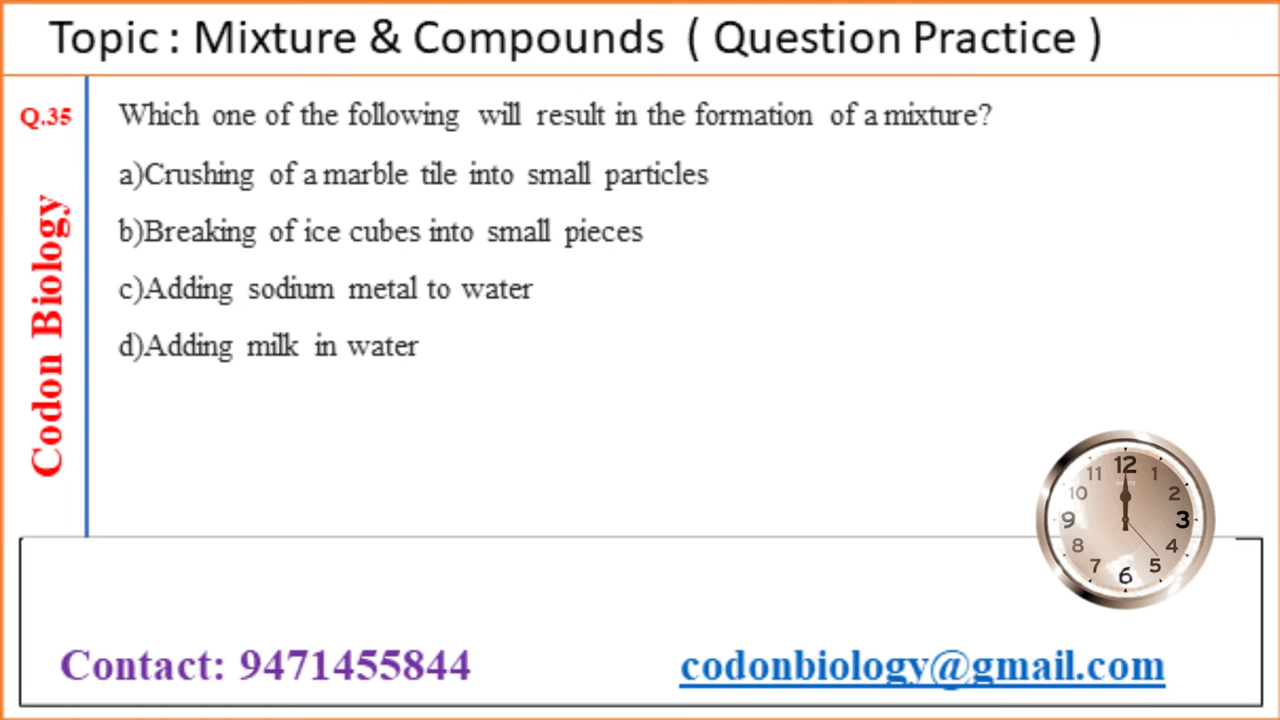 Topic : Mixture & Compounds ( Question Practice )
Q.35
Which one of the following will result in the formation of a mixture?
a)Crushing of a marble tile into small particles
b)Breaking of ice cubes into small pieces
c)Adding sodium metal to water
d)Adding milk in water
Codon Biology
12
1
2
3
4
5
6
7
8
9
10
11
Contact: 9471455844
codonbiology@gmail.com